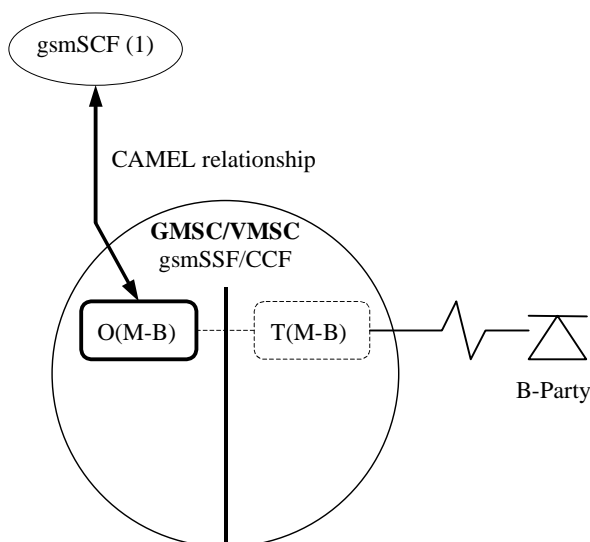 gsmSCF (1)
CAMEL relationship
GMSC/VMSC
gsmSSF/CCF
O(M-B)
T(M-B)
B-Party